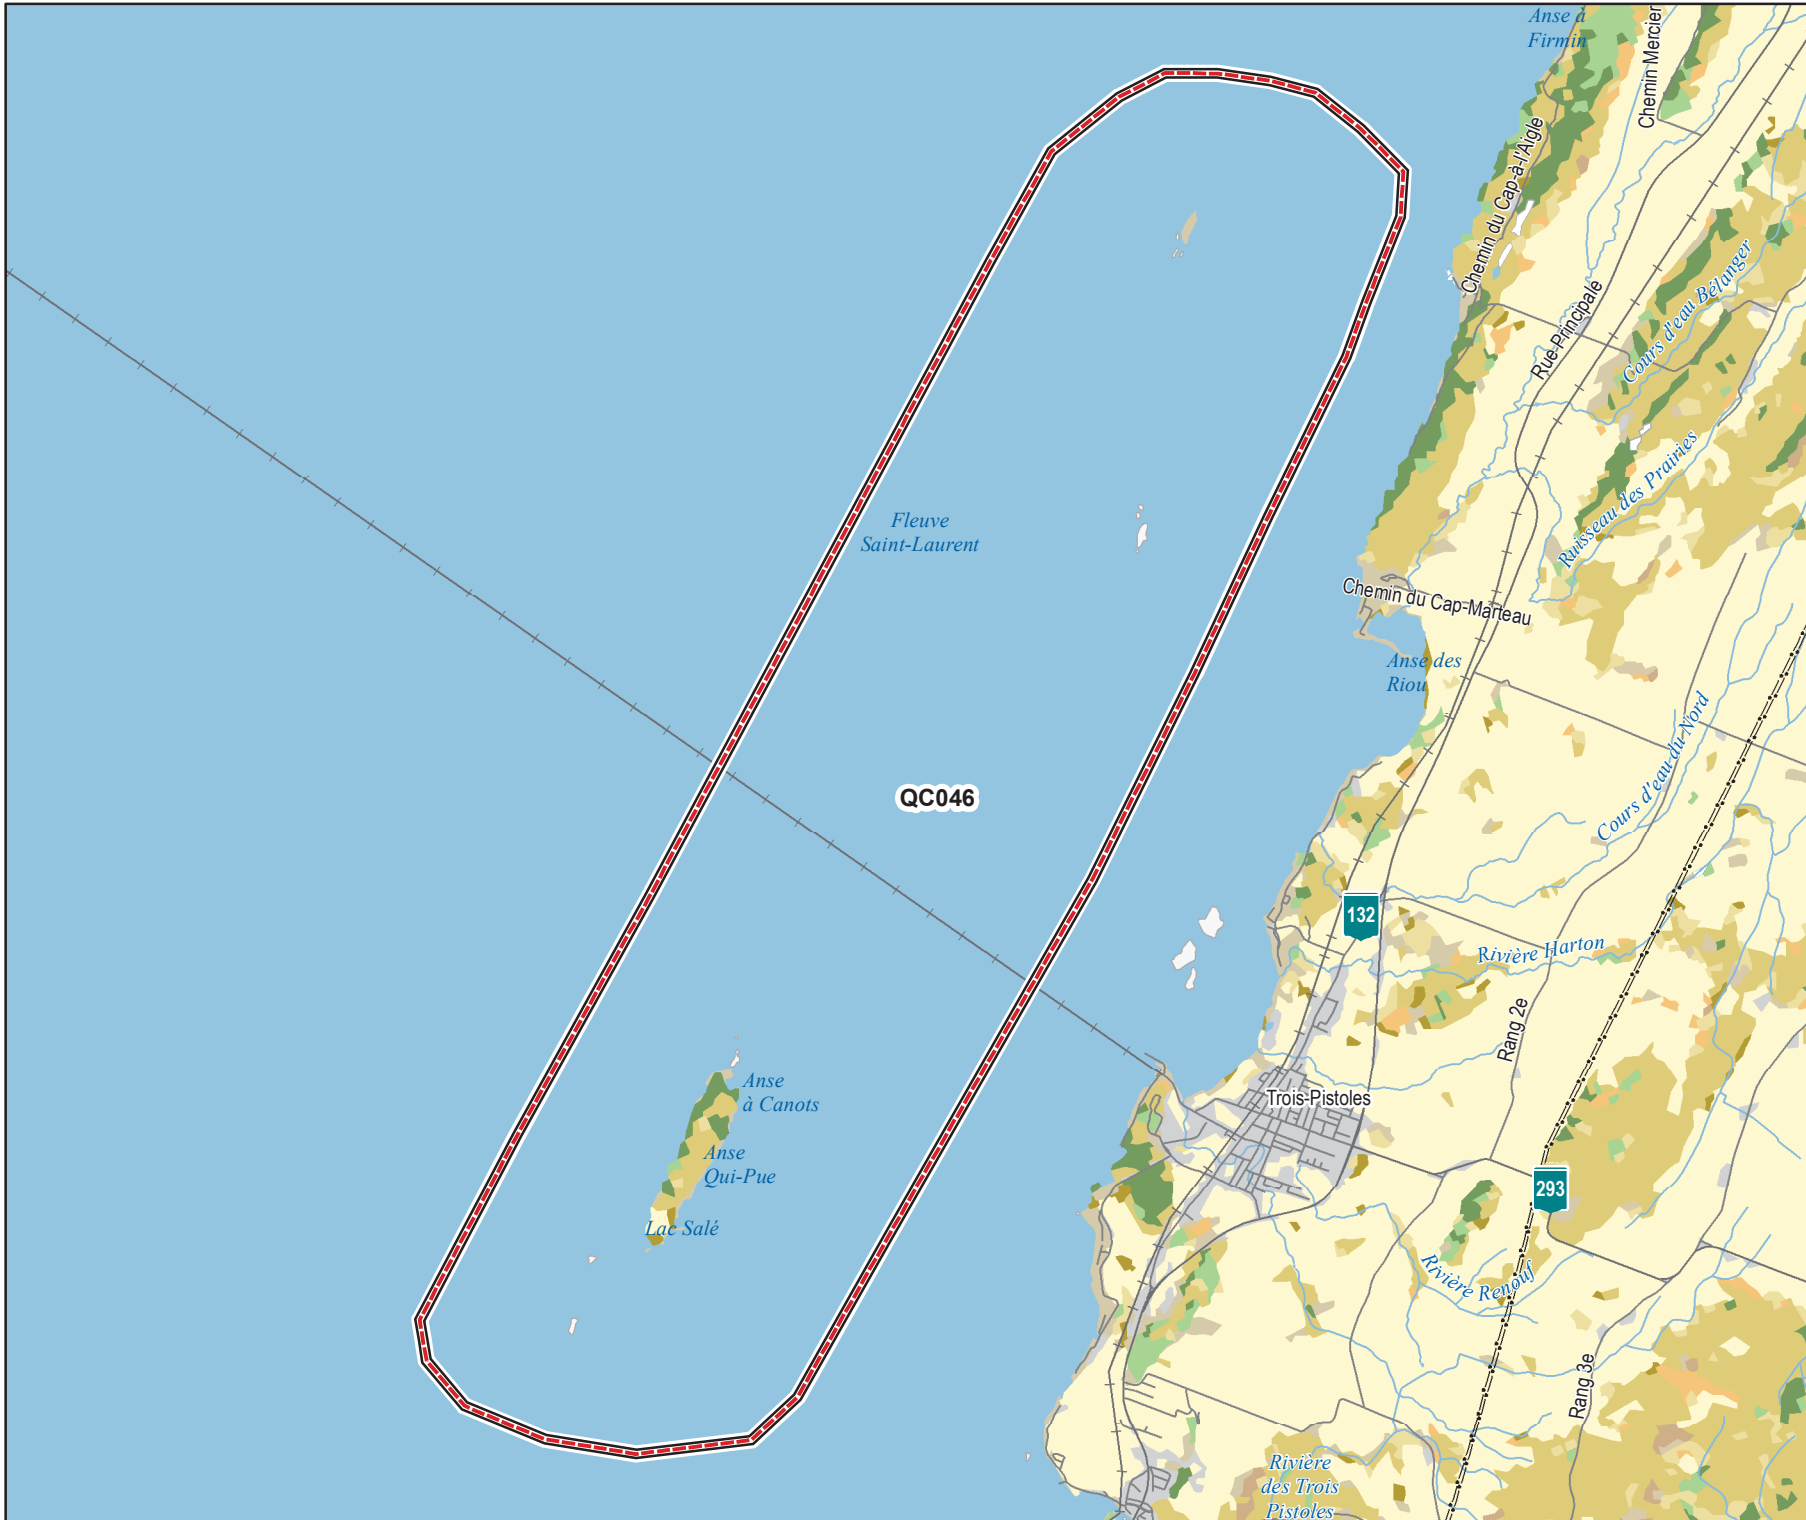 Anse à
Firmin
Chemin Mercier
Chemin du Cap-à-l'Aigle
Rue Principale
Cours d'eau Bélanger
Ruisseau des Prairies
Fleuve
Saint-Laurent
Chemin du Cap-Marteau
Anse des
Riou
Cours d'eau du Nord
QC046
132
Rivière Harton
Rang 2e
Anse
à Canots
Trois-Pistoles
Anse
Qui-Pue
293
Lac Salé
Rivière Renouf
Rang 3e
Rivière
des Trois
Pistoles